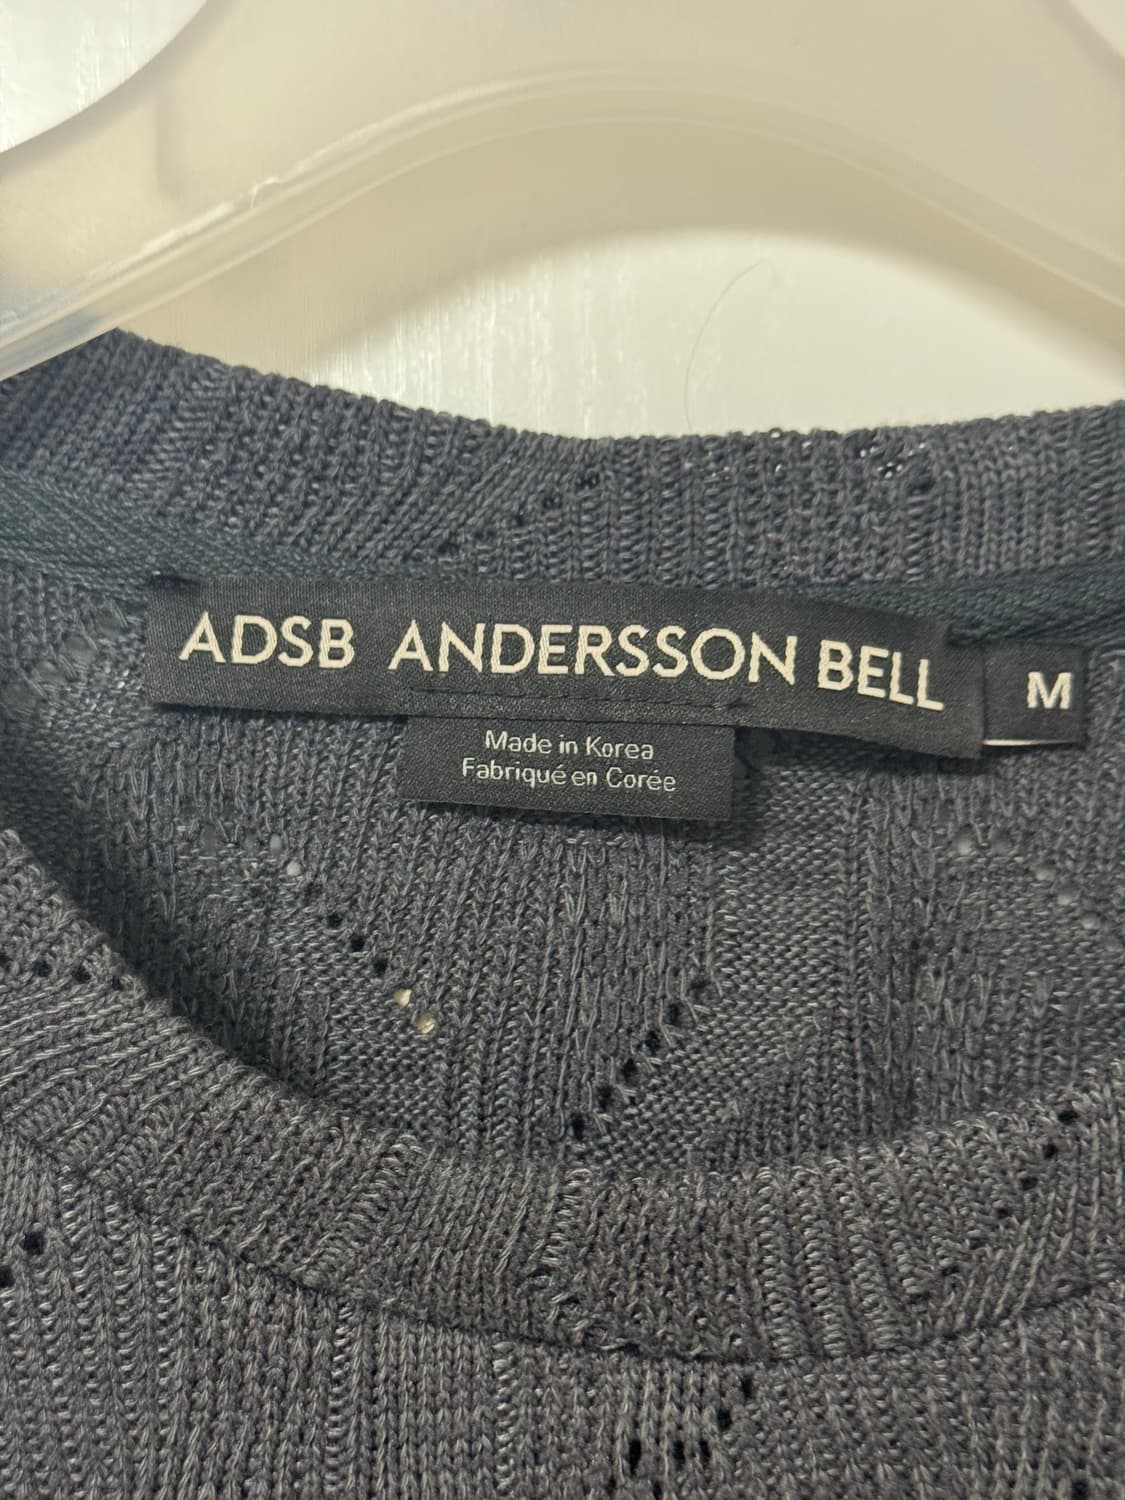 ADSB ANDERSSON BELL M
Made in Korea
Fabriqué en Corée